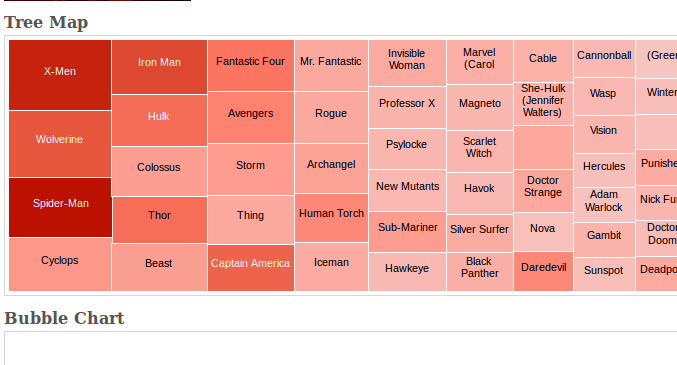 Tree Map
X-Men
Wolverine
Spider-Man
Cyclops
Iron Man
Hulk
Colossus
Thor
Beast
Fantastic Four
Avengers
Storm
Thing
Captain America
Mr. Fantastic
Rogue
Archangel
Human Torch
Iceman
Invisible
Woman
Professor X
Psylocke
New Mutants
Sub-Mariner
Hawkeye
Marvel
(Carol
Magneto
Scarlet
Witch
Havok
Silver Surfer
Black
Panther
Cable
She-Hulk
(Jennifer
Walters)
Doctor
Strange
Nova
Daredevil
Cannonball
Wasp
Vision
Hercules
Adam
Warlock
Gambit
Sunspot
(Green
Winter
Punishe
Nick Fu
Doctor
Doom
Deadpo
Bubble Chart